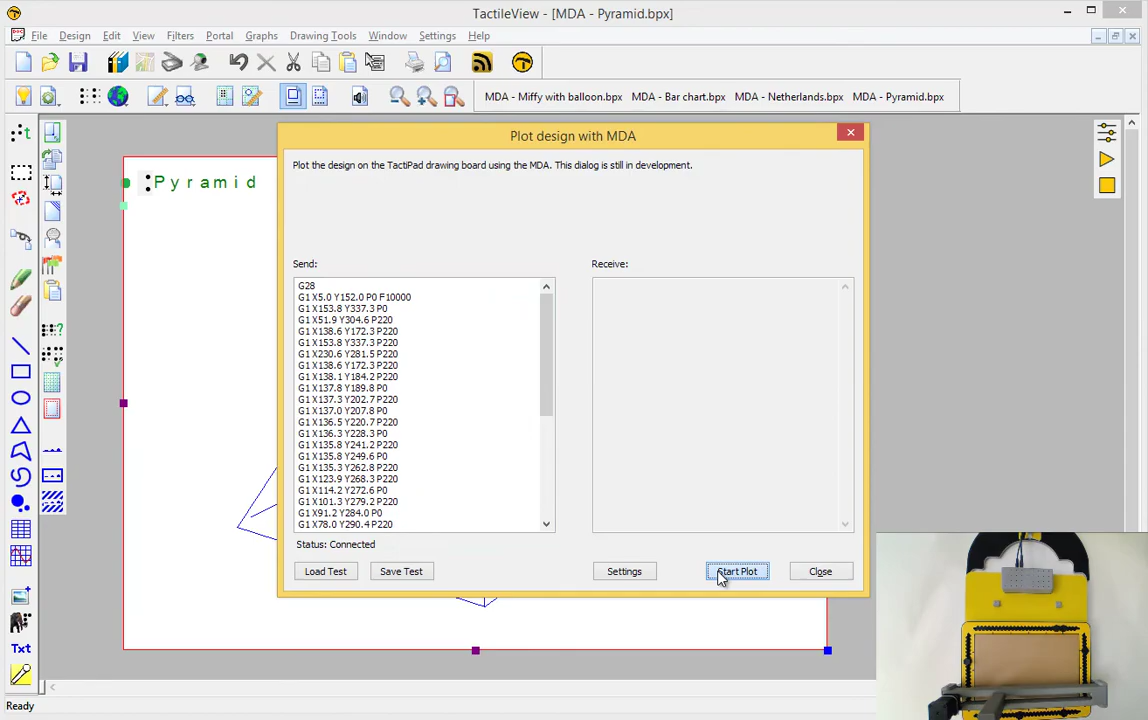 TactileView - [MDA - Pyramid.bpx]
File Design Edit View Filters Portal Graphs Drawing Tools Window Settings Help
MDA - Miffy with balloon.bpx MDA - Bar chart.bpx MDA - Netherlands.bpx MDA - Pyramid.bpx
t
Plot design with MDA
Plot the design on the TactiPad drawing board using the MDA. This dialog is still in development.
Pyramid
Send:
Receive:
G28
G1 X5.0 Y152.0 P0 F10000
G1 X153.8 Y337.3 P0
G1 X51.9 Y304.6 P220
G1 X138.6 Y172.3 P220
G1 X153.8 Y337.3 P220
G1 X230.6 Y281.5 P220
G1 X138.6 Y172.3 P220
G1 X138.1 Y184.2 P220
G1 X137.8 Y189.8 P0
G1 X137.3 Y202.7 P220
G1 X137.0 Y207.8 P0
G1 X136.5 Y220.7 P220
G1 X136.3 Y228.3 P0
G1 X135.8 Y241.2 P220
G1 X135.8 Y249.6 P0
G1 X135.3 Y262.8 P220
G1 X123.9 Y268.3 P220
G1 X114.2 Y272.6 P0
G1 X101.3 Y279.2 P220
G1 X91.2 Y284.0 P0
G1 X78.0 Y290.4 P220
Status: Connected
Load Test Save Test Settings Start Plot Close
Txt
Ready